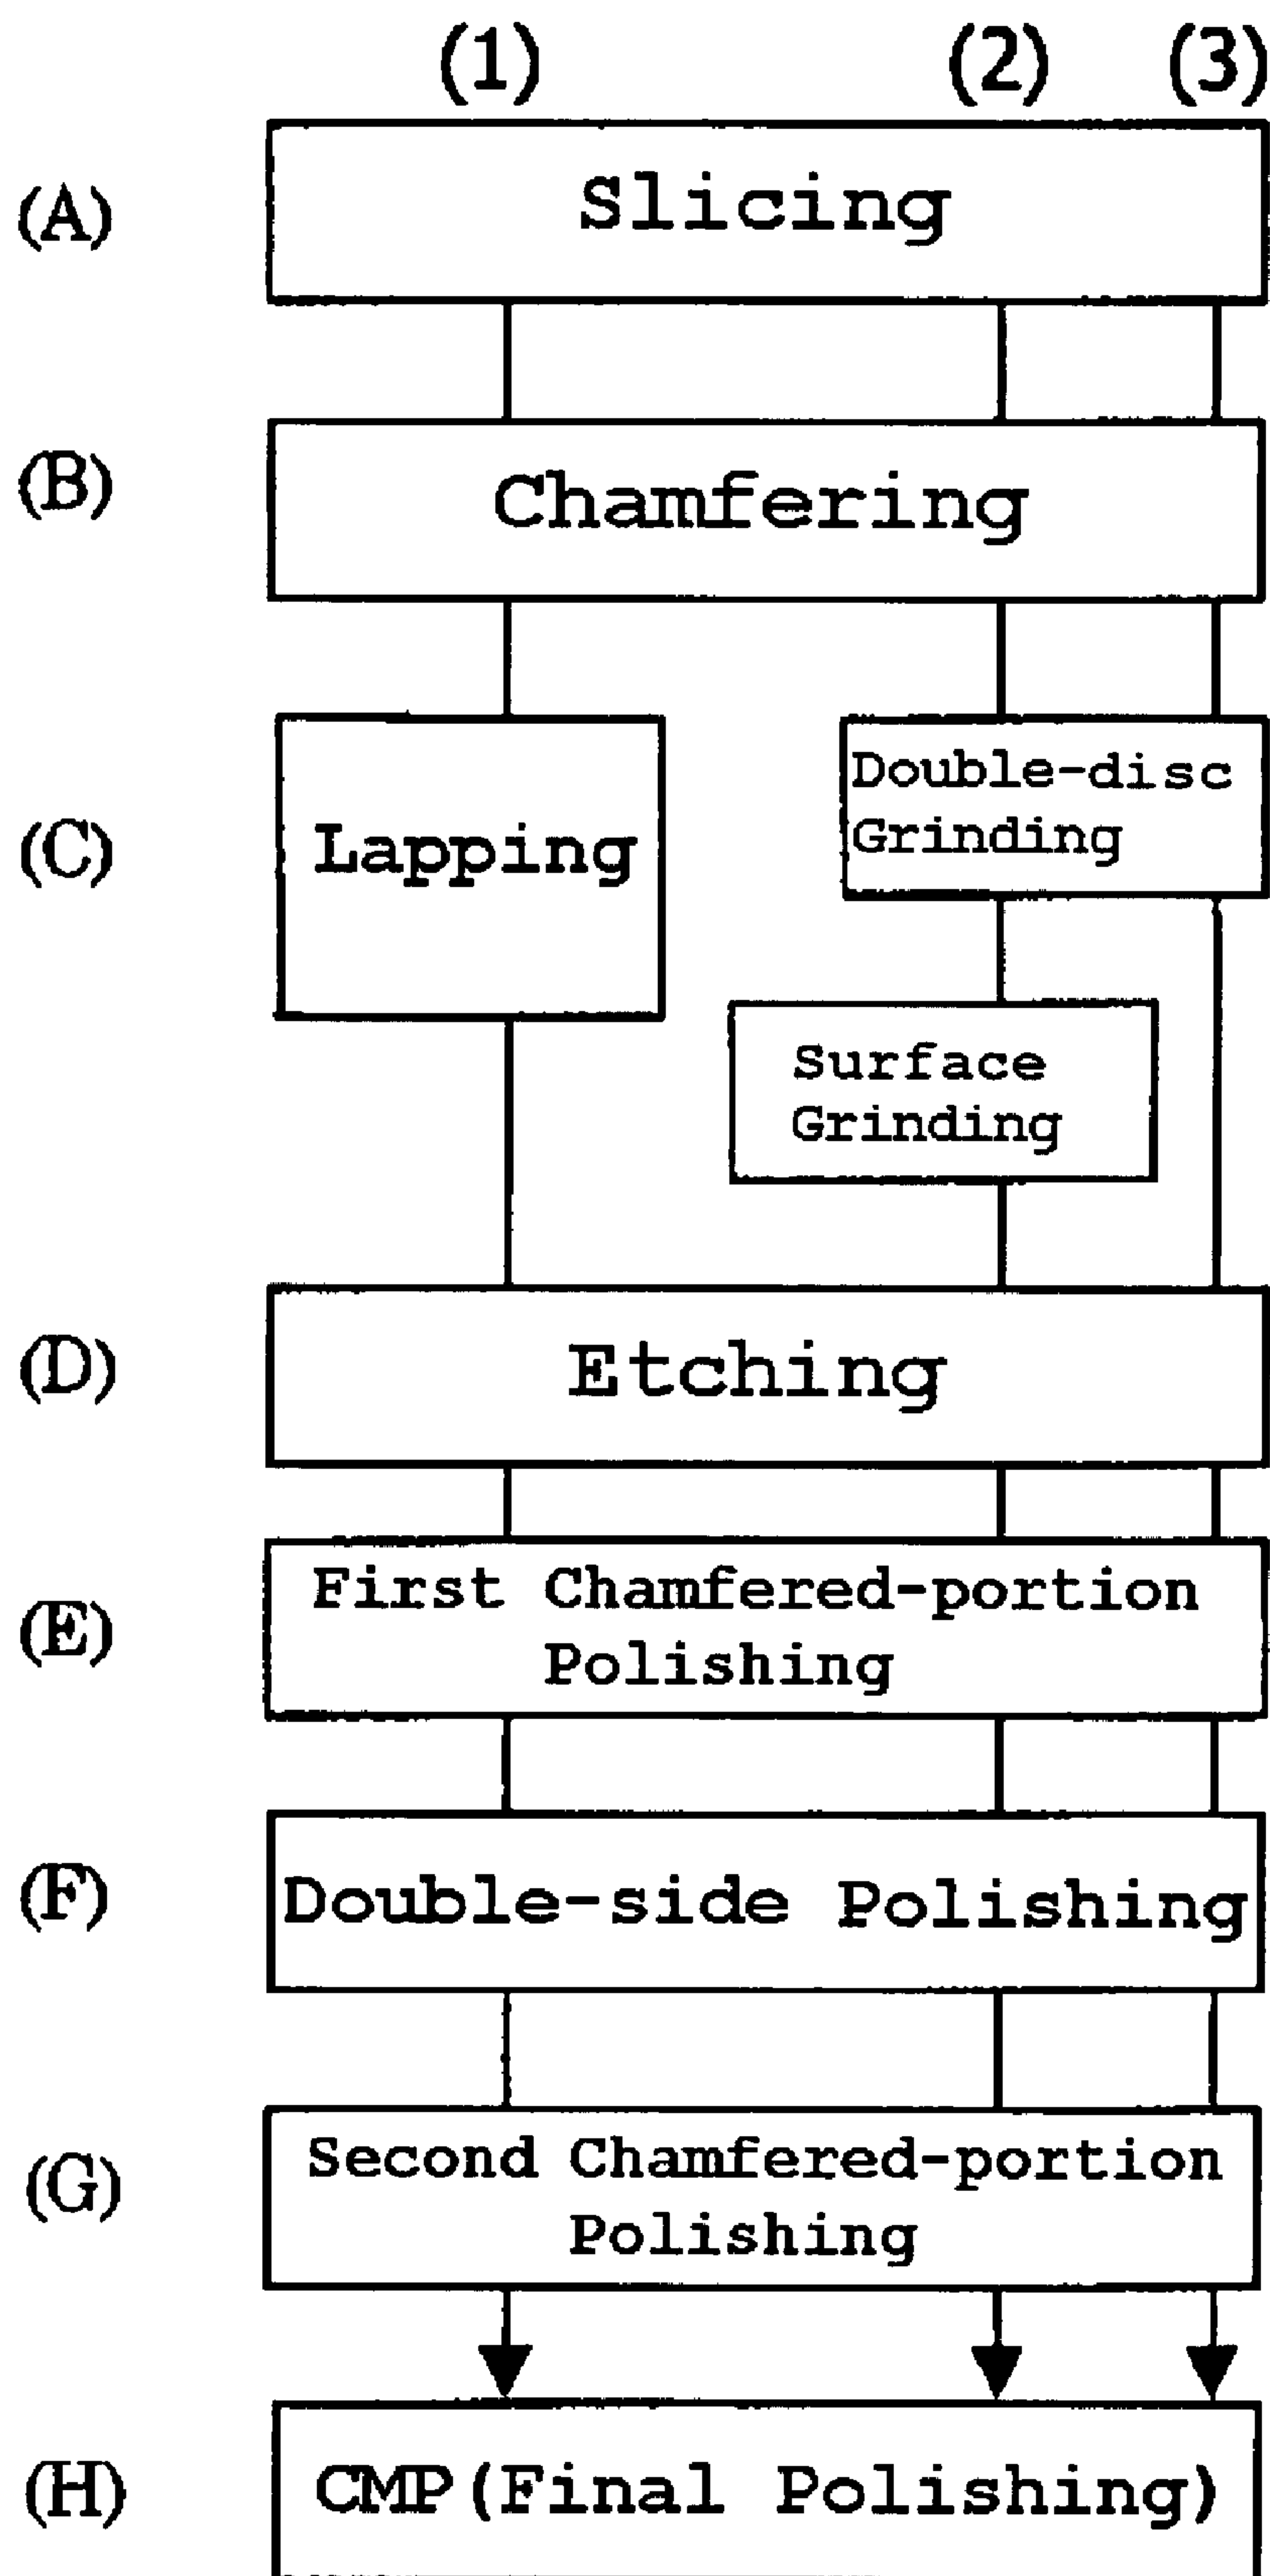 (1) (2) (3)
(A) Slicing
(B) Chamfering
Double-disc
Grinding
(C) Lapping
Surface
Grinding
(D) Etching
First Chamfered-portion
(E)
Polishing
(F) Double-side Polishing
Second Chamfered-portion
(G)
Polishing
(H) CMP(Final Polishing)